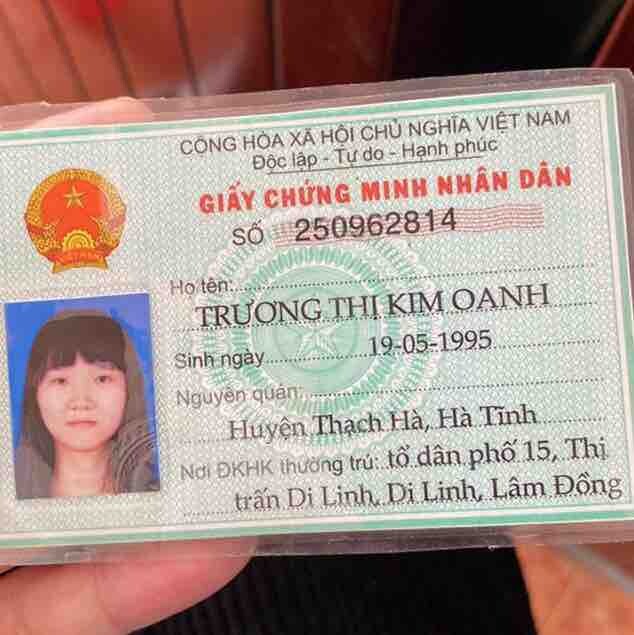 CỘNG HÒA XÃ HỘI CHỦ NGHĨA VIỆT NAM
Độc lập - Tự do - Hạnh phúc
GIẤY CHỨNG MINH NHÂN DÂN
SỐ 250962814
Họ tên:
TRƯƠNG THỊ KIM OANH
Sinh ngày 19-05-1995
Nguyên quán:
Huyện Thạch Hà, Hà Tĩnh
Nơi ĐKHK thường trú: tổ dân phố 15, Thị
trấn Di Linh, Di Linh, Lâm Đồng